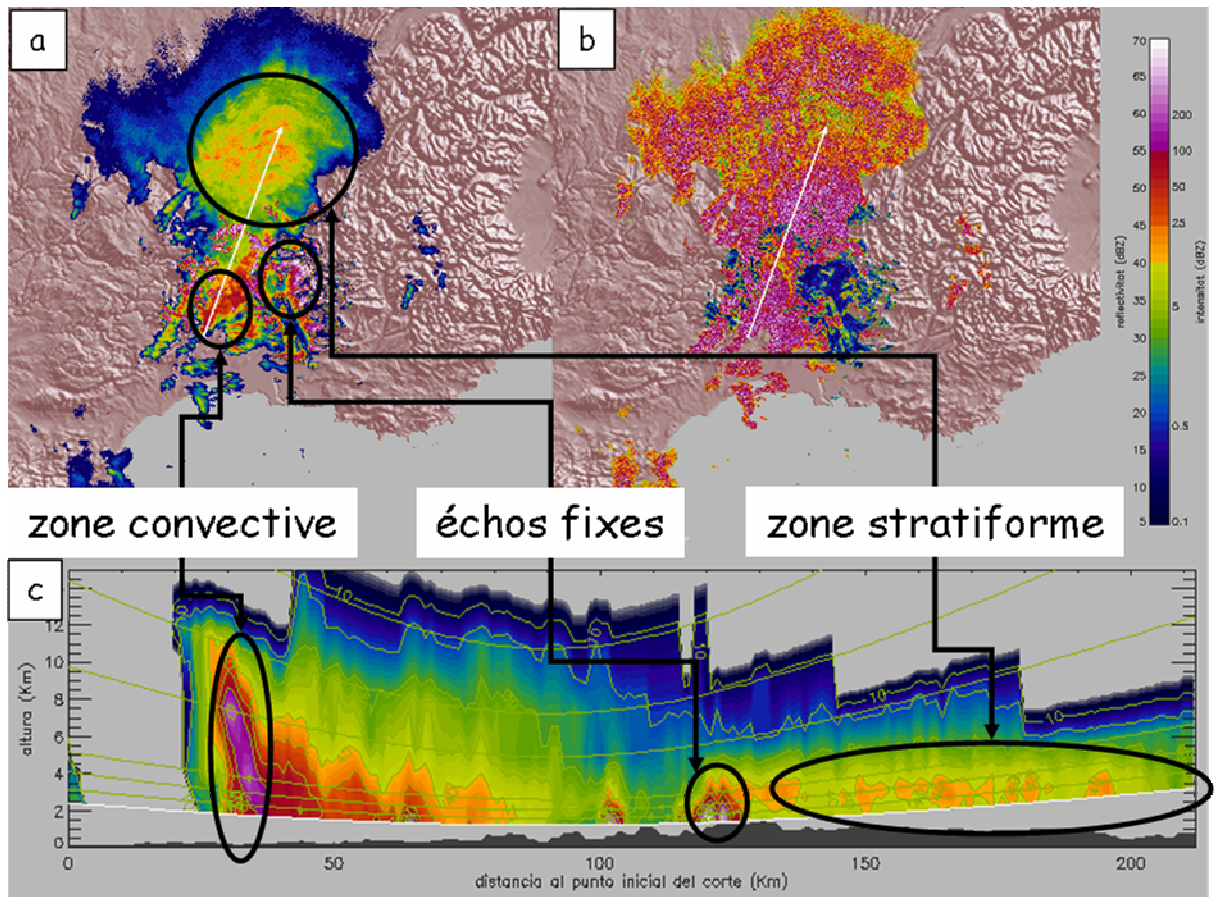 a
b
70
65
60
55
50
45
40
35
30
25
20
15
10
5
200
100
50
25
5
0.5
0.1
reflectivitat (dBZ)
intensitat (dBZ)
zone convective
échos fixes
zone stratiforme
c
12
10
8
6
4
2
0
altura (Km)
10
10
10
10
0 50 100 150 200
distancia al punto inicial del corte (Km)